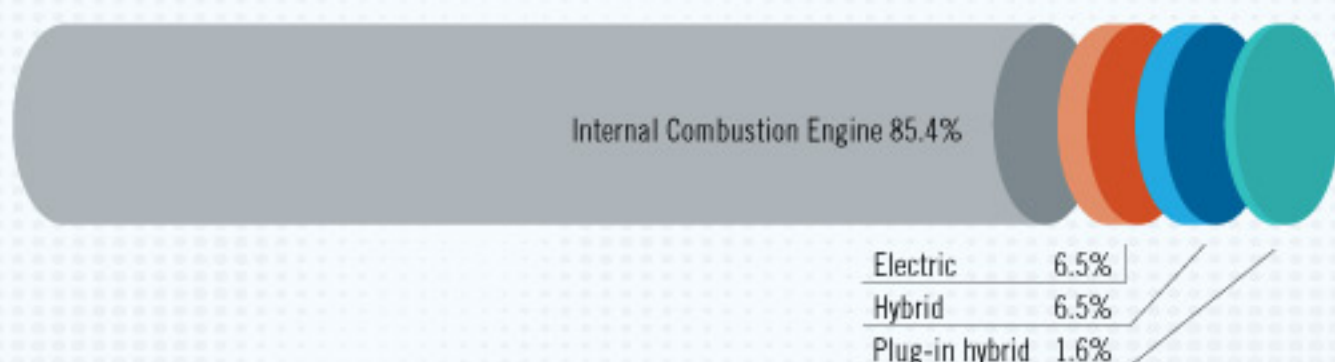 Internal Combustion Engine 85.4%
Electric 6.5%
Hybrid 6.5%
Plug-in hybrid 1.6%